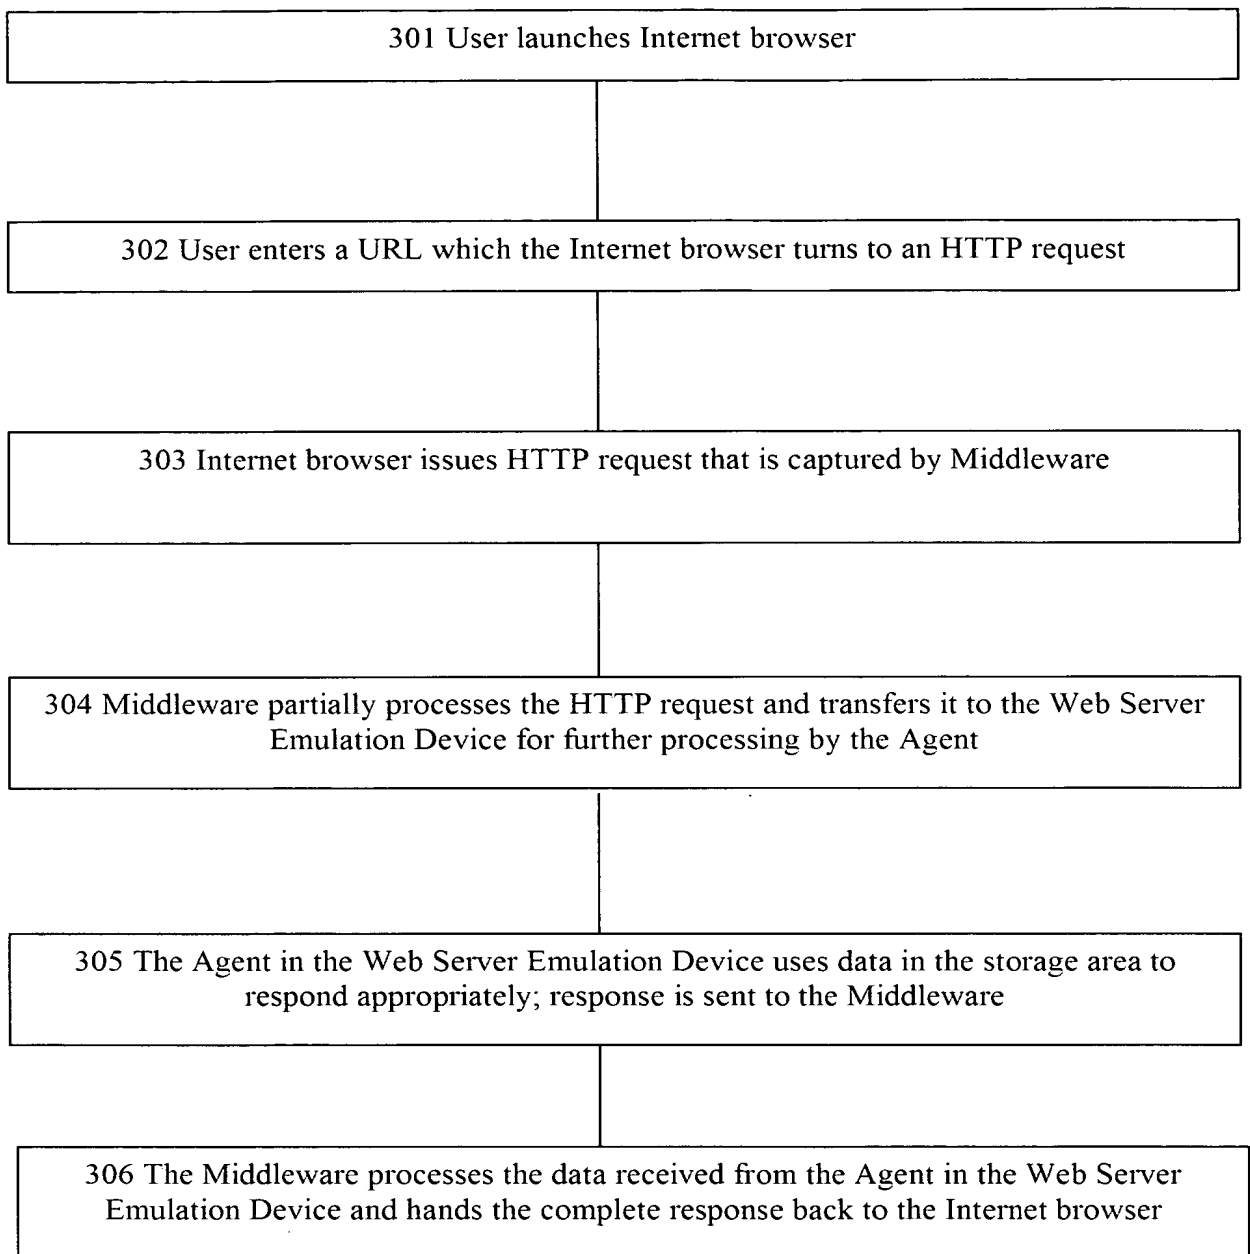 301 User launches Internet browser
302 User enters a URL which the Internet browser turns to an HTTP request
303 Internet browser issues HTTP request that is captured by Middleware
304 Middleware partially processes the HTTP request and transfers it to the Web Server
Emulation Device for further processing by the Agent
305 The Agent in the Web Server Emulation Device uses data in the storage area to
respond appropriately; response is sent to the Middleware
306 The Middleware processes the data received from the Agent in the Web Server
Emulation Device and hands the complete response back to the Internet browser